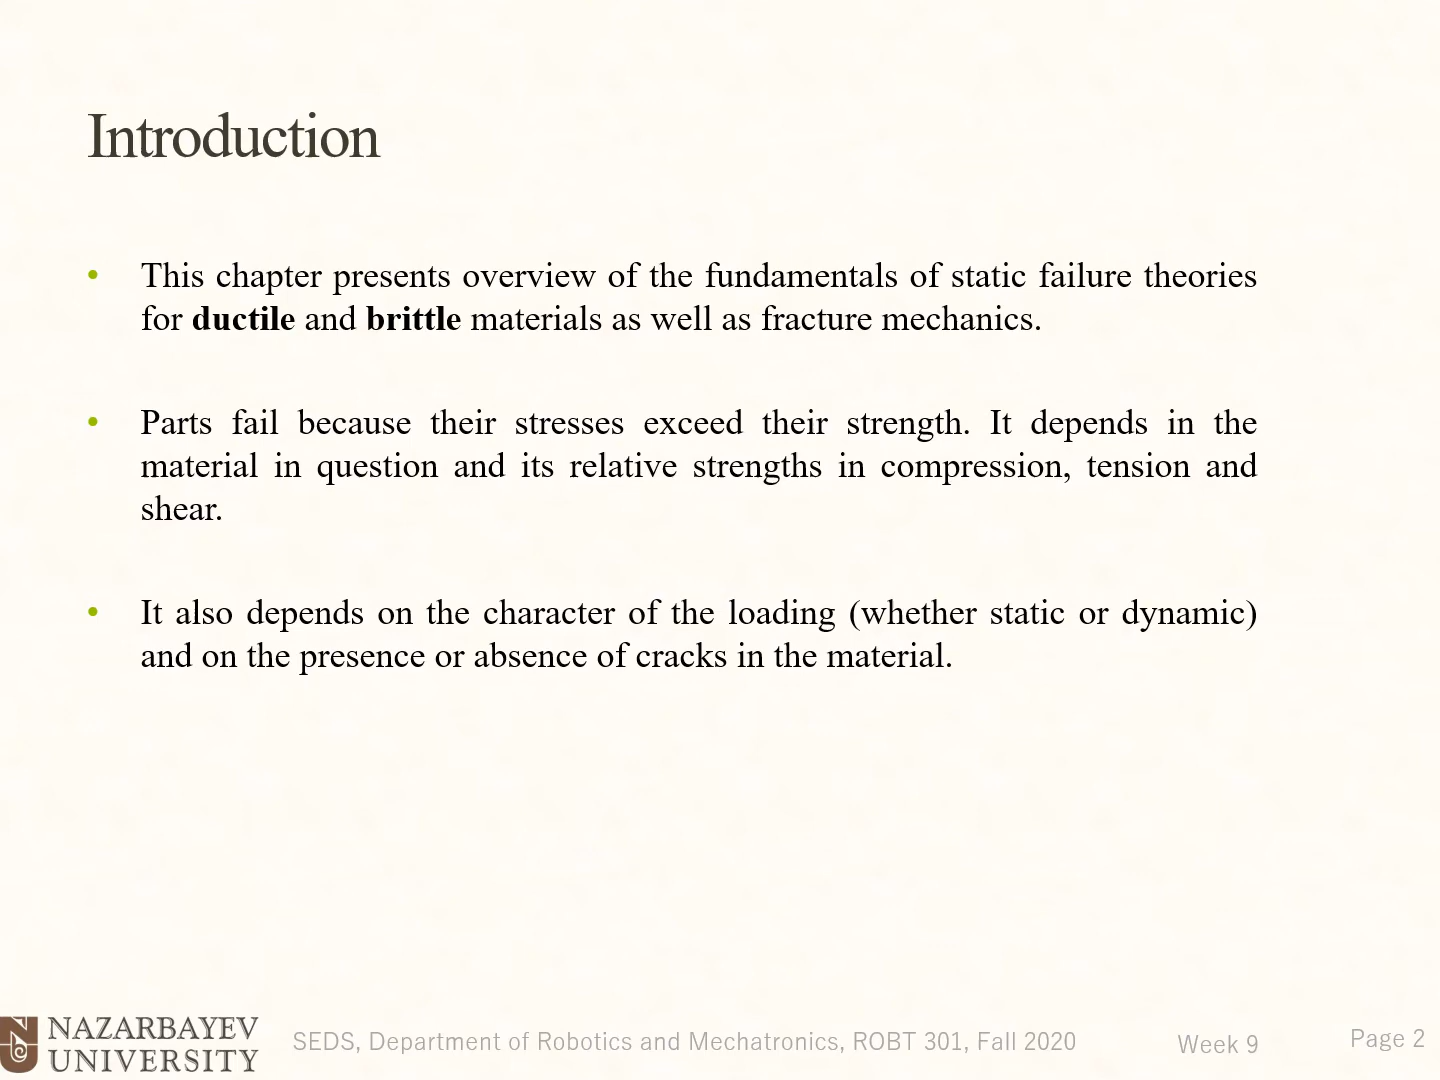 Introduction
• This chapter presents overview of the fundamentals of static failure theories
for ductile and brittle materials as well as fracture mechanics.
• Parts fail because their stresses exceed their strength. It depends in the
material in question and its relative strengths in compression, tension and
shear.
• It also depends on the character of the loading (whether static or dynamic)
and on the presence or absence of cracks in the material.
NAZARBAYEV
UNIVERSITY
SEDS, Department of Robotics and Mechatronics, ROBT 301, Fall 2020
Week 9
Page 2